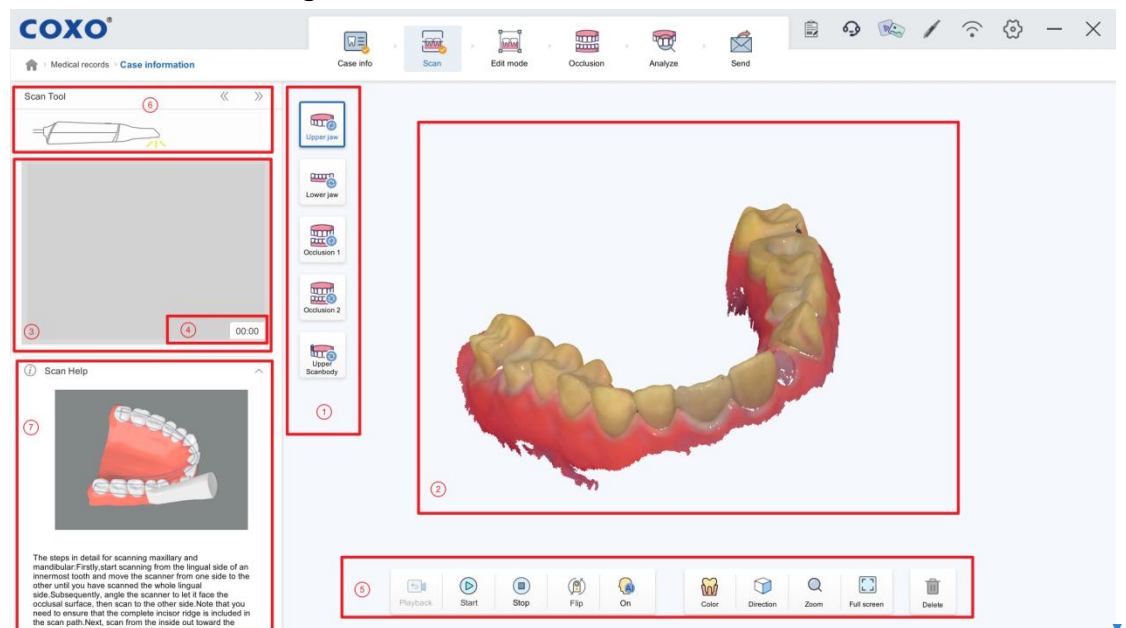 COXO®
Case info
Scan
Edit mode
Occlusion
Analyze
Send
Medical records
Case information
Scan Tool
6
Upper jaw
Lower jaw
Occlusion 1
Occlusion 2
Upper
Scanbody
1
3
4
00:00
2
Scan Help
7
The steps in detail for scanning maxillary and
mandibular:Firstly,start scanning from the lingual side of an
innermost tooth and move the scanner from one side to the
other until you have scanned the whole lingual
side.Subsequently, angle the scanner to let it face the
occlusal surface, then scan to the other side.Note that you
need to ensure that the complete incisor ridge is included in
the scan path.Next, scan from the inside out toward the
5
Playback
Start
Stop
Flip
AI
On
Color
Direction
Zoom
Full screen
Delete